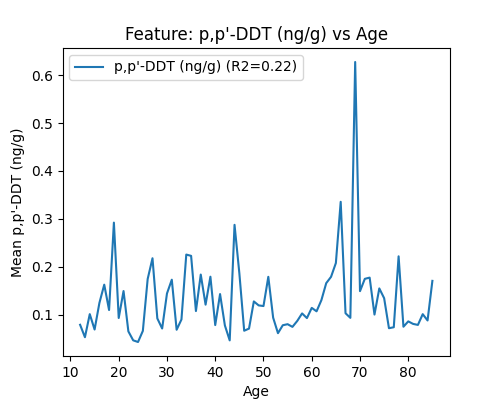 Feature: p,p'-DDT (ng/g) vs Age
p,p'-DDT (ng/g) (R2=0.22)
Mean p,p'-DDT (ng/g)
0.6
0.5
0.4
0.3
0.2
0.1
10 20 30 40 50 60 70 80
Age